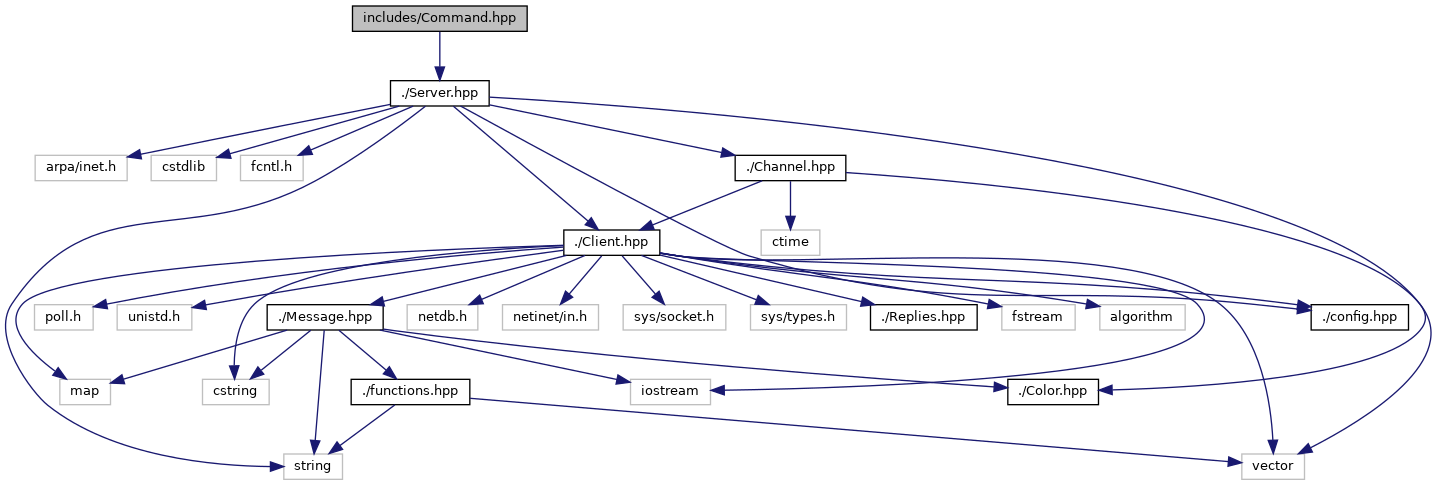 includes/Command.hpp
./Server.hpp
arpa/inet.h
cstdlib
fcntl.h
./Channel.hpp
./Client.hpp
ctime
poll.h
unistd.h
./Message.hpp
netdb.h
netinet/in.h
sys/socket.h
sys/types.h
./Replies.hpp
fstream
algorithm
./config.hpp
map
cstring
./functions.hpp
iostream
./Color.hpp
string
vector